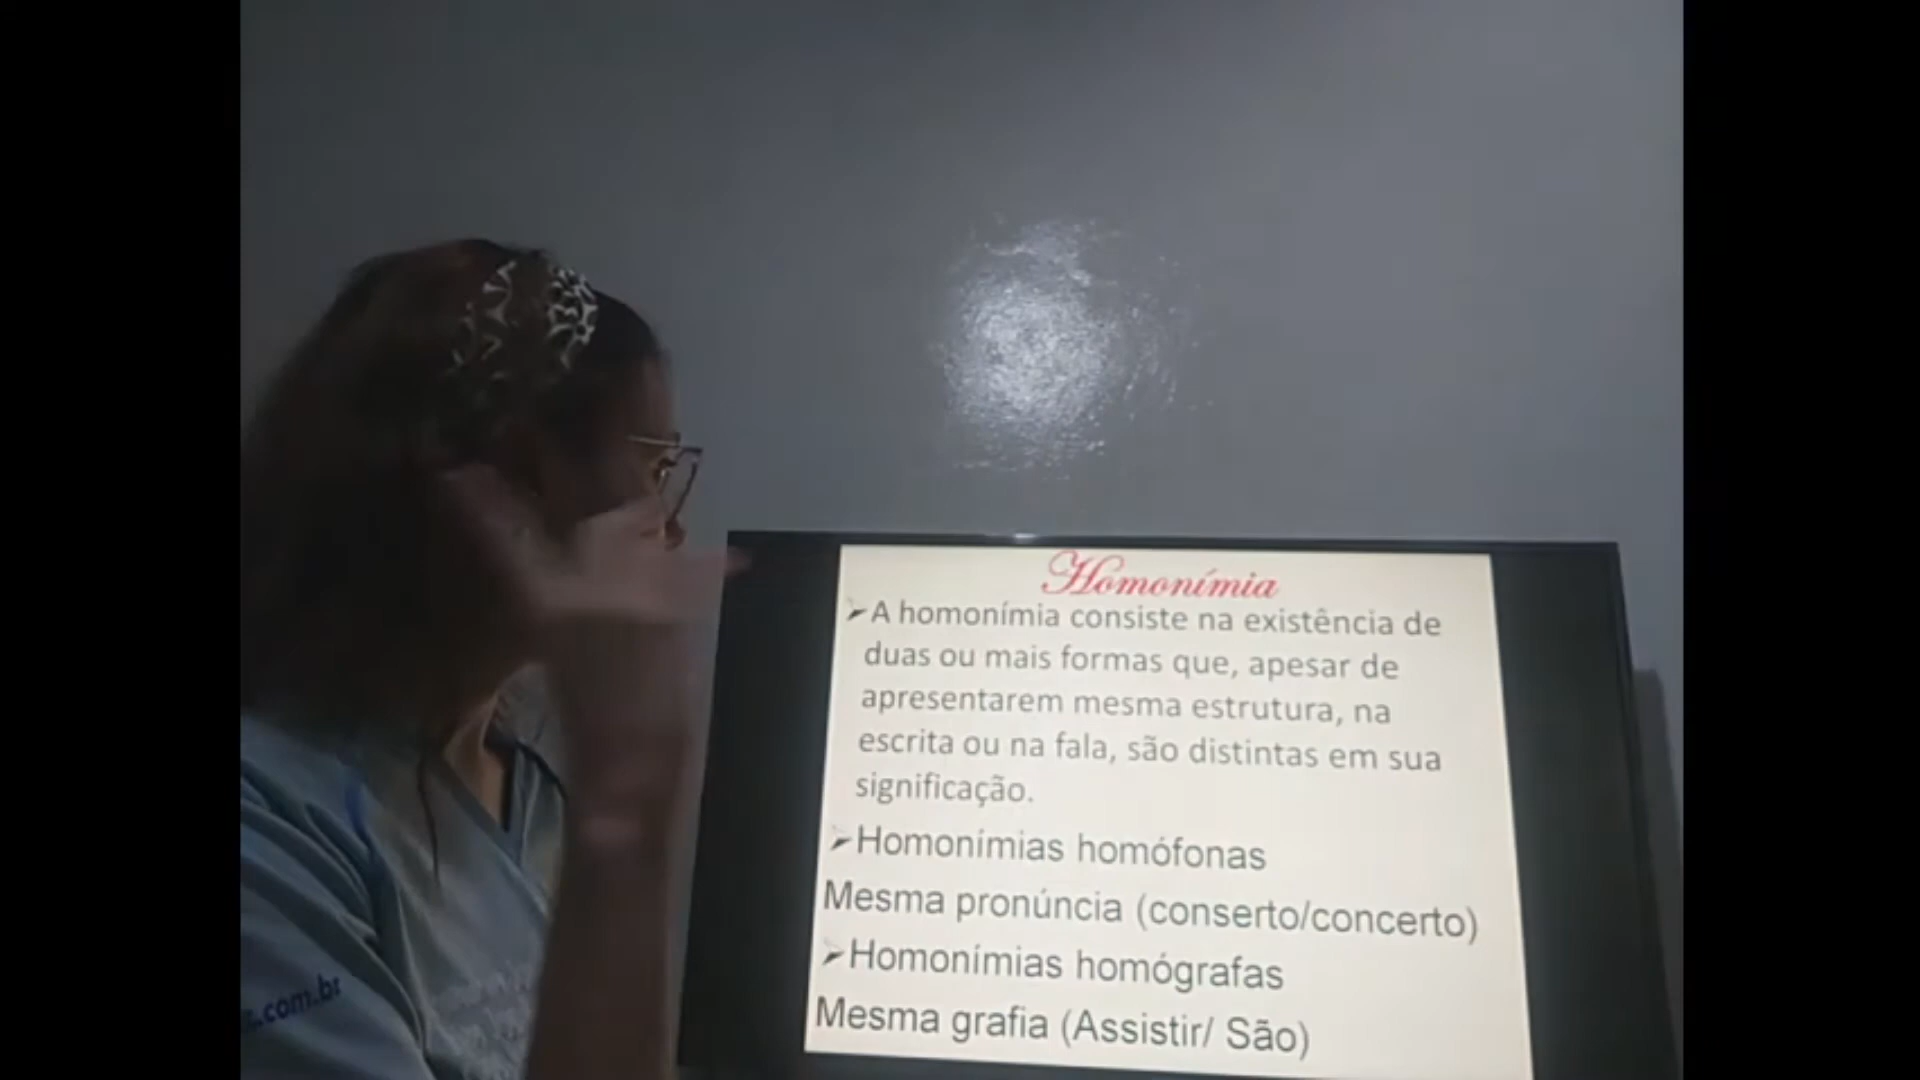 Homonímia
➢A homonímia consiste na existência de
duas ou mais formas que, apesar de
apresentarem mesma estrutura, na
escrita ou na fala, são distintas em sua
significação.
➢Homonímias homófonas
Mesma pronúncia (conserto/concerto)
➢Homonímias homógrafas
Mesma grafia (Assistir/ São)
.com.br